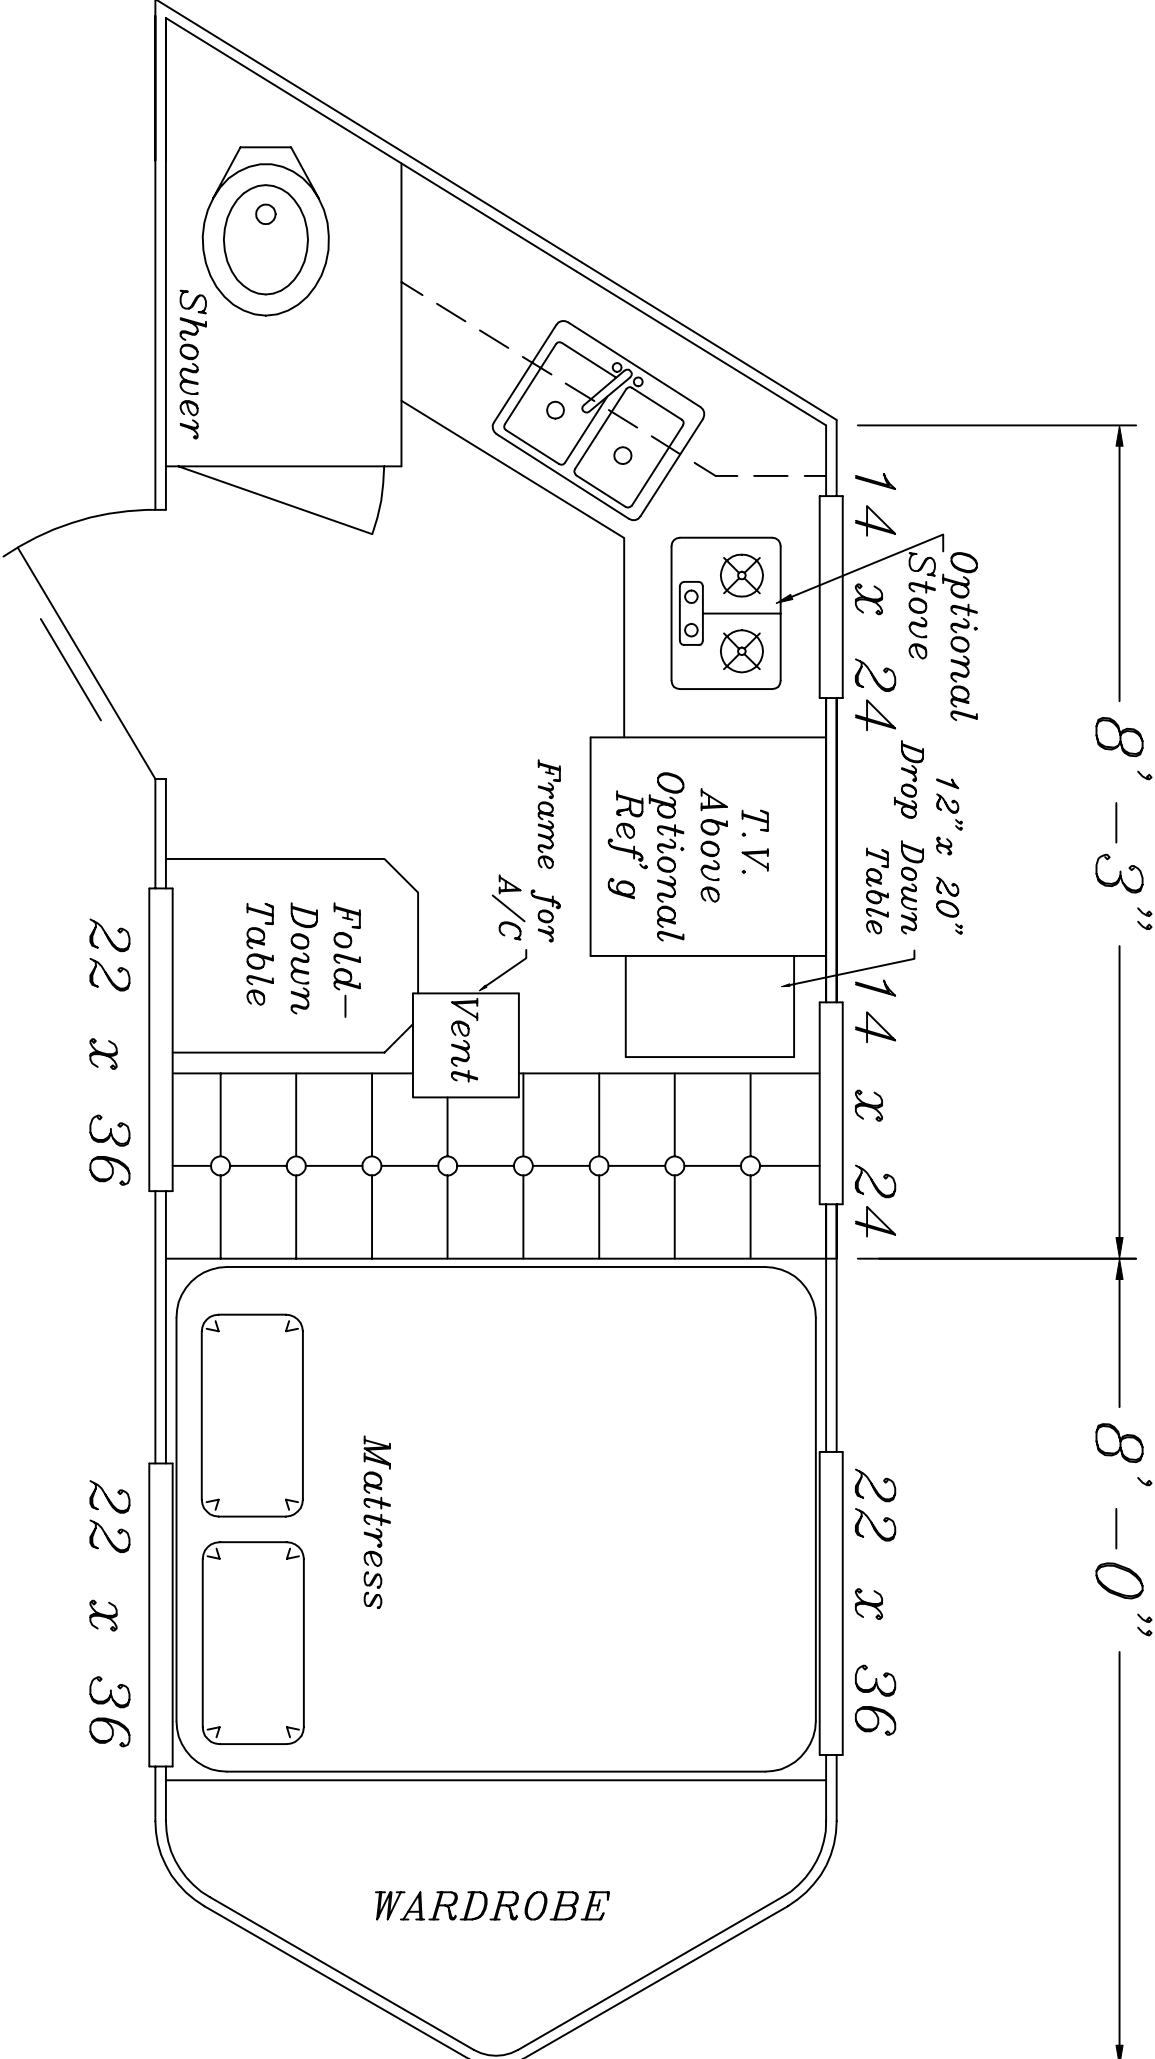 8' - 3"
8' - 0"
14 x 24
14 x 24
22 x 36
Optional
Stove
12" x 20"
Drop Down
Table
T.V.
Above
Optional
Ref'g
Frame for
A/C
Vent
Fold-
Down
Table
Shower
Mattress
WARDROBE
22 x 36
22 x 36